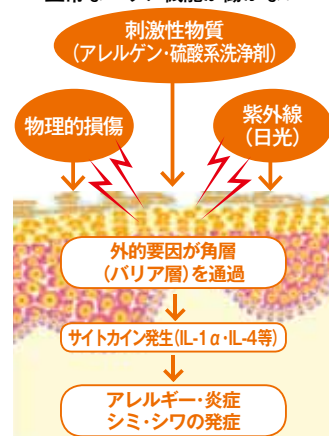 刺激性物質
（アレルゲン・硫酸系洗浄剤）
物理的損傷
紫外線
（日光）
外的要因が角層
（バリア層）を通過
サイトカイン発生(IL-1α・IL-4等)
アレルギー・炎症
シミ・シワの発症